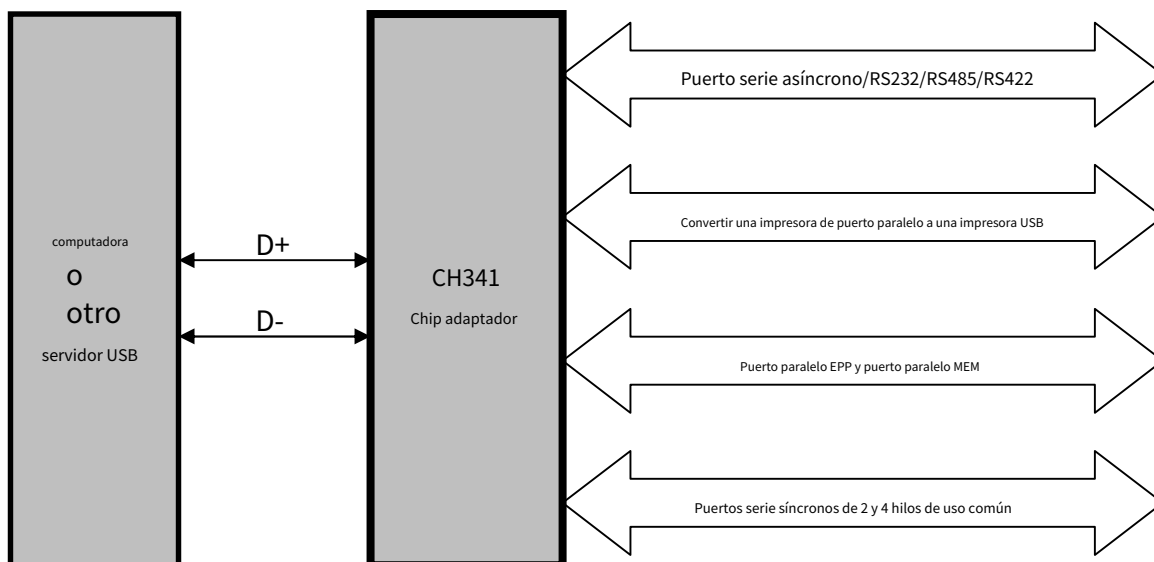 computadora
o
otro
servidor USB
D+
D-
CH341
Chip adaptador
Puerto serie asíncrono/RS232/RS485/RS422
Convertir una impresora de puerto paralelo a una impresora USB
Puerto paralelo EPP y puerto paralelo MEM
Puertos serie síncronos de 2 y 4 hilos de uso común